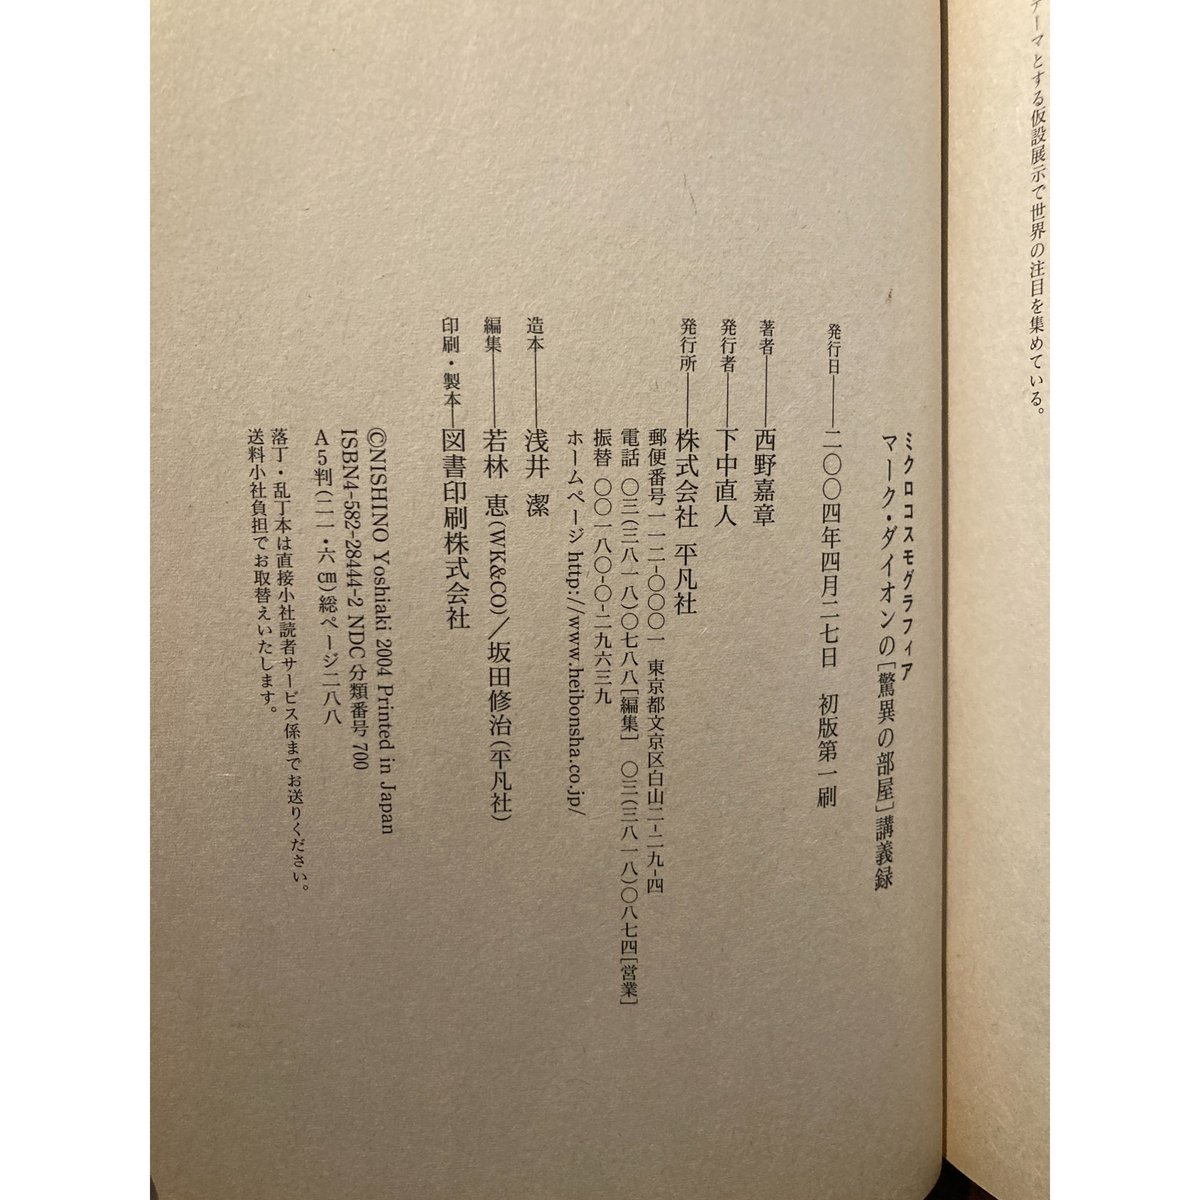 テーマとする仮設展示で世界の注目を集めている。
ミクロコスモグラフィア
マーク・ダイオンの[驚異の部屋]講義録
発行日―二〇〇四年四月二七日 初版第一刷
著者―西野嘉章
発行者―下中直人
発行所―株式会社 平凡社
郵便番号一一二-〇〇〇一 東京都文京区白山二-二九-四
電話 〇三(三八一八)〇七八八[編集] 〇三(三八一八)〇八七四[営業]
振替 〇〇一八〇-〇-二九六三九
ホームページ http://www.heibonsha.co.jp/
造本―浅井 潔
編集―若林 恵(WK&CO)／坂田修治(平凡社)
印刷・製本―図書印刷株式会社
©NISHINO Yoshiaki 2004 Printed in Japan
ISBN4-582-28444-2 NDC分類番号 700
A5判(二一・六cm)総ページ二八八
落丁・乱丁本は直接小社読者サービス係までお送りください。
送料小社負担でお取替えいたします。